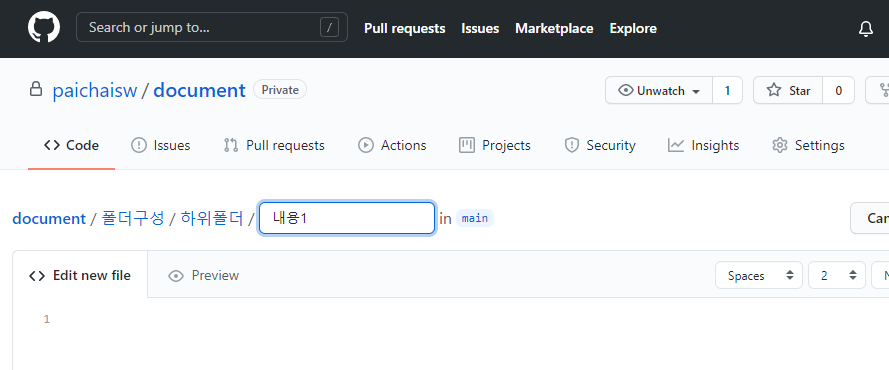 Search or jump to... / Pull requests Issues Marketplace Explore
paichaisw / document Private Unwatch 1 Star 0
Code Issues Pull requests Actions Projects Security Insights Settings
document / 폴더구성 / 하위폴더 / 내용1 in main
Edit new file Preview Spaces 2
1